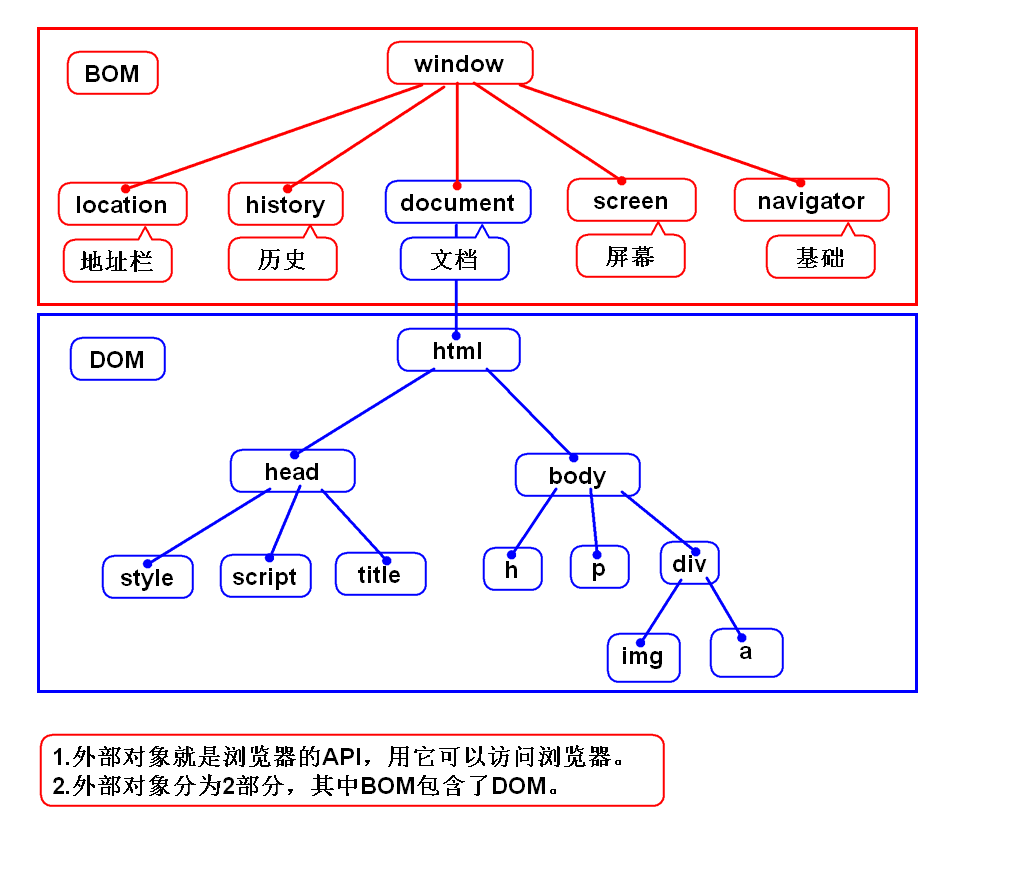 BOM
window
location
history
document
screen
navigator
地址栏
历史
文档
屏幕
基础
DOM
html
head
body
style
script
title
h
p
div
img
a
1.外部对象就是浏览器的API，用它可以访问浏览器。
2.外部对象分为2部分，其中BOM包含了DOM。